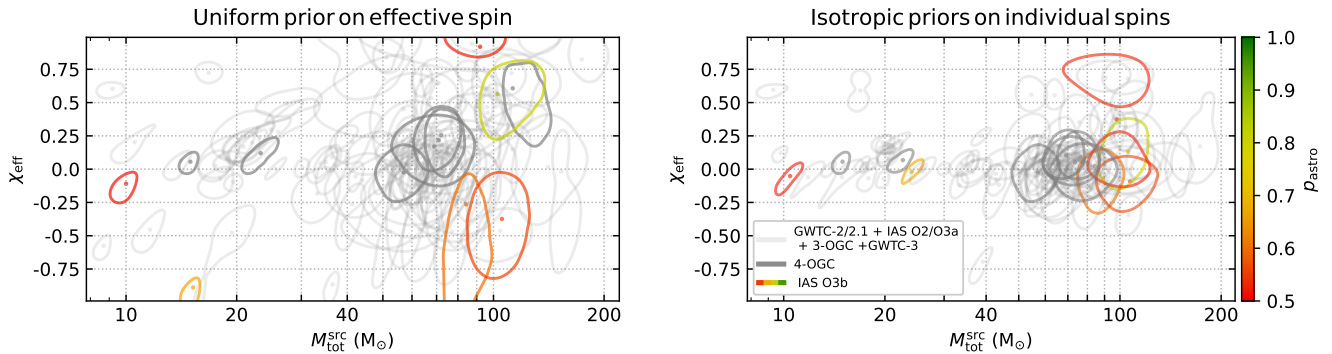 Uniform prior on effective spin
0.75
0.50
0.25
0.0
-0.25
-0.50
-0.75
χeff
10
20
40
60
100
200
M^src_tot (M⊙)
Isotropic priors on individual spins
0.75
0.50
0.25
0.0
-0.25
-0.50
-0.75
χeff
10
20
40
60
100
200
M^src_tot (M⊙)
GWTC-2/2.1 + IAS O2/O3a
+ 3-OGC +GWTC-3
4-OGC
IAS O3b
1.0
0.9
0.8
0.7
0.6
0.5
pastro